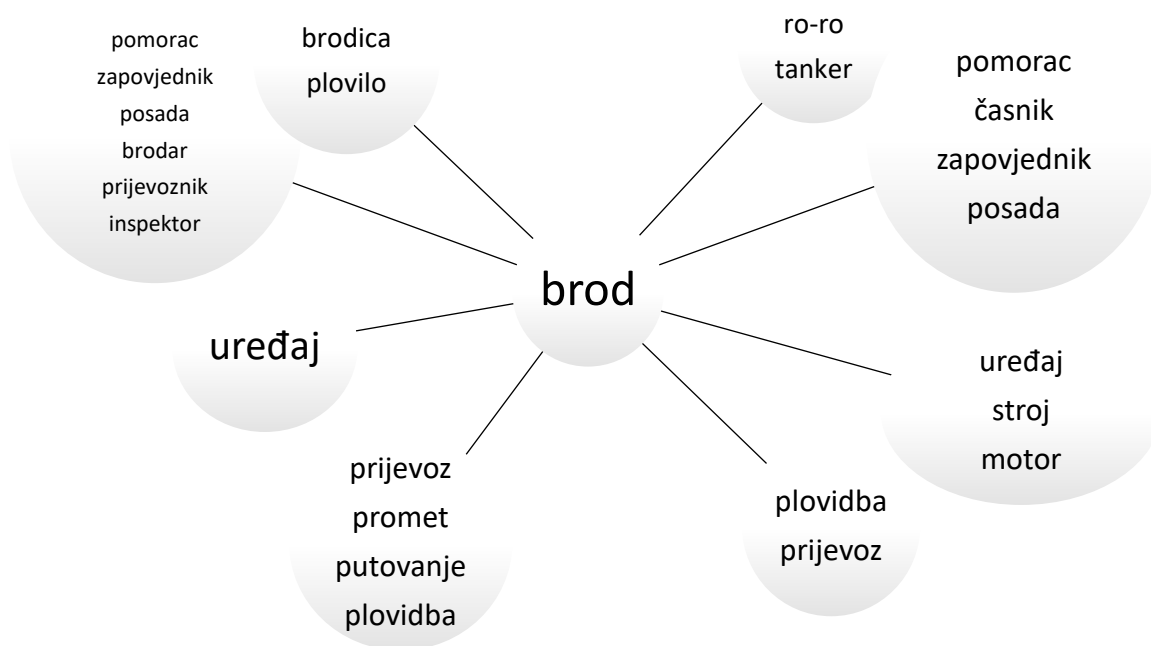 pomorac
zapovjednik
posada
brodar
prijevoznik
inspektor
brodica
plovilo
ro-ro
tanker
pomorac
časnik
zapovjednik
posada
brod
uređaj
uređaj
stroj
motor
prijevoz
promet
putovanje
plovidba
plovidba
prijevoz